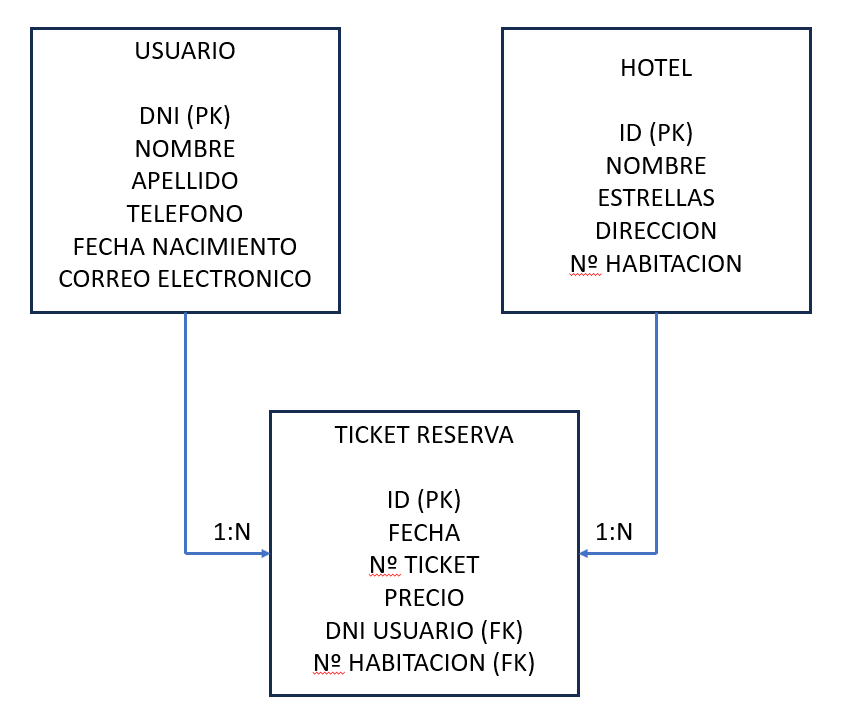 USUARIO
DNI (PK)
NOMBRE
APELLIDO
TELEFONO
FECHA NACIMIENTO
CORREO ELECTRONICO
HOTEL
ID (PK)
NOMBRE
ESTRELLAS
DIRECCION
Nº HABITACION
1:N
1:N
TICKET RESERVA
ID (PK)
FECHA
Nº TICKET
PRECIO
DNI USUARIO (FK)
Nº HABITACION (FK)